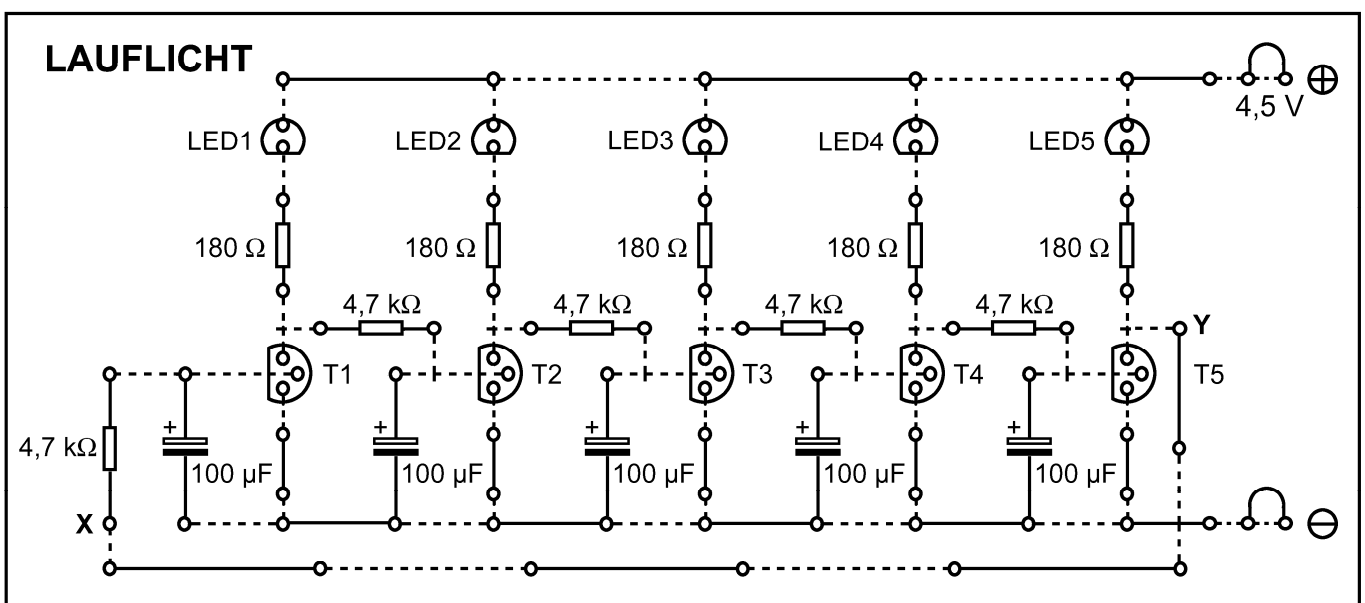 LAUFLICHT
4,5 V ⊕
LED1 LED2 LED3 LED4 LED5
180 Ω 180 Ω 180 Ω 180 Ω 180 Ω
4,7 kΩ 4,7 kΩ 4,7 kΩ 4,7 kΩ
Y
T1 T2 T3 T4 T5
+ + + + +
4,7 kΩ
100 µF 100 µF 100 µF 100 µF 100 µF
X ⊖